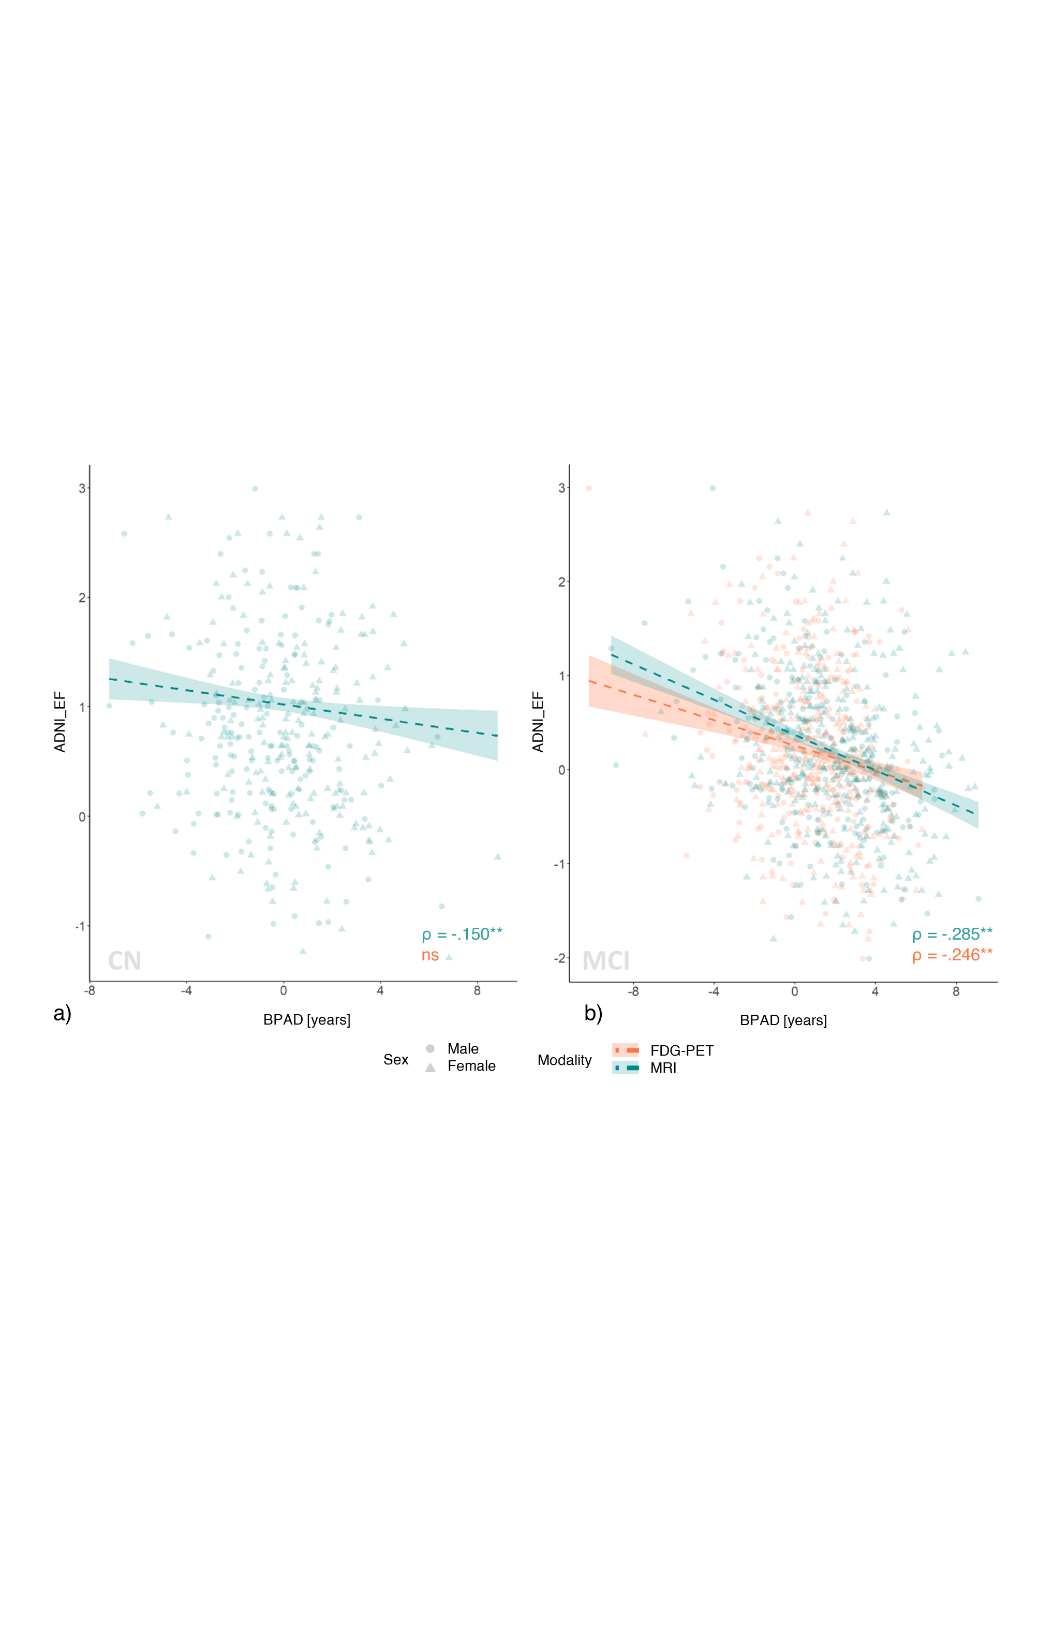 3
2
1
0
-1
ADNI_EF
ρ = -.150**
ns
CN
-8
-4
0
4
8
a)
BPAD [years]
3
2
1
0
-1
-2
ADNI_EF
ρ = -.285**
ρ = -.246**
MCI
-8
-4
0
4
8
b)
BPAD [years]
Sex
Male
Female
Modality
FDG-PET
MRI